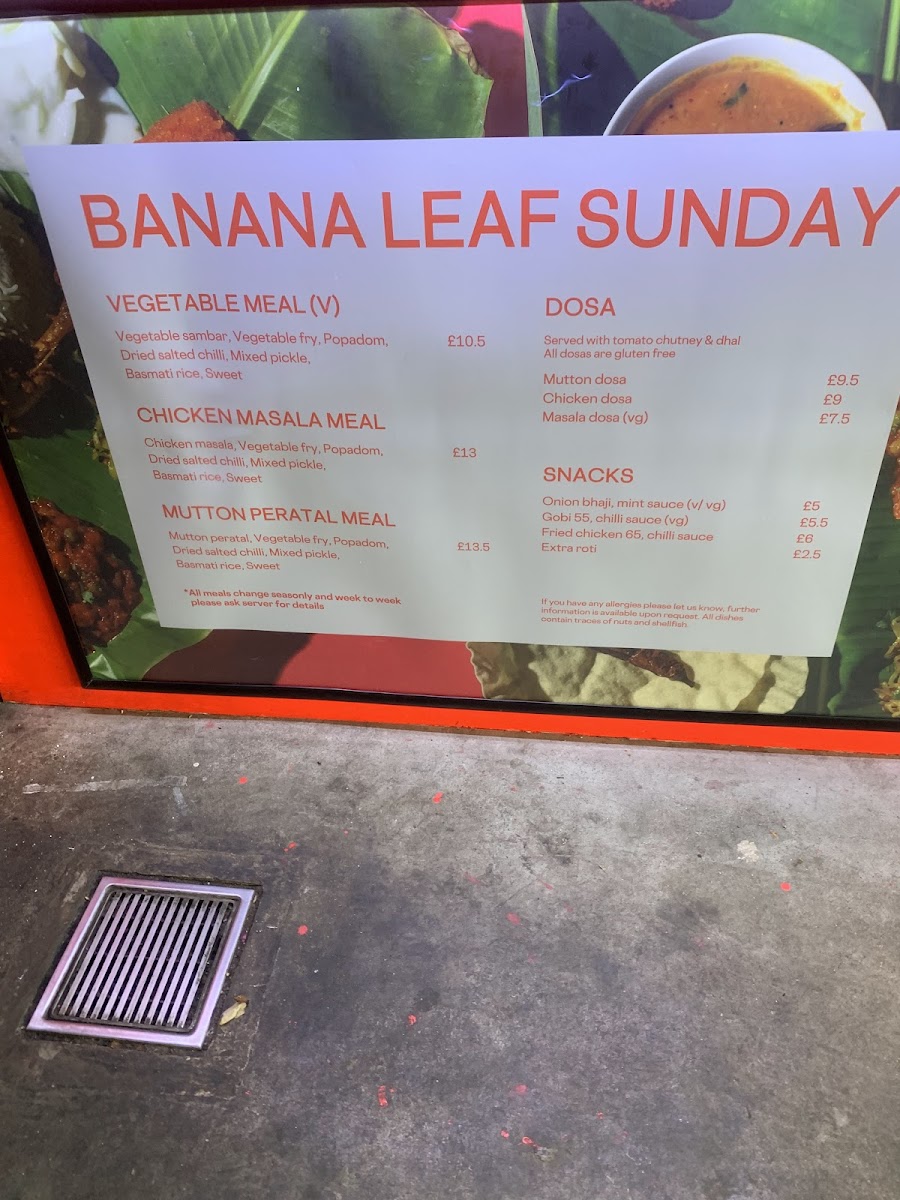 BANANA LEAF SUNDAY
VEGETABLE MEAL (V)
Vegetable sambar, Vegetable fry, Popadom, £10.5
Dried salted chilli, Mixed pickle,
Basmati rice, Sweet
CHICKEN MASALA MEAL
Chicken masala, Vegetable fry, Popadom, £13
Dried salted chilli, Mixed pickle,
Basmati rice, Sweet
MUTTON PERATAL MEAL
Mutton peratal, Vegetable fry, Popadom, £13.5
Dried salted chilli, Mixed pickle,
Basmati rice, Sweet
*All meals change seasonly and week to week
please ask server for details
DOSA
Served with tomato chutney & dhal
All dosas are gluten free
Mutton dosa £9.5
Chicken dosa £9
Masala dosa (vg) £7.5
SNACKS
Onion bhaji, mint sauce (v/ vg) £5
Gobi 55, chilli sauce (vg) £5.5
Fried chicken 65, chilli sauce £6
Extra roti £2.5
If you have any allergies please let us know, further
information is available upon request. All dishes
contain traces of nuts and shellfish.